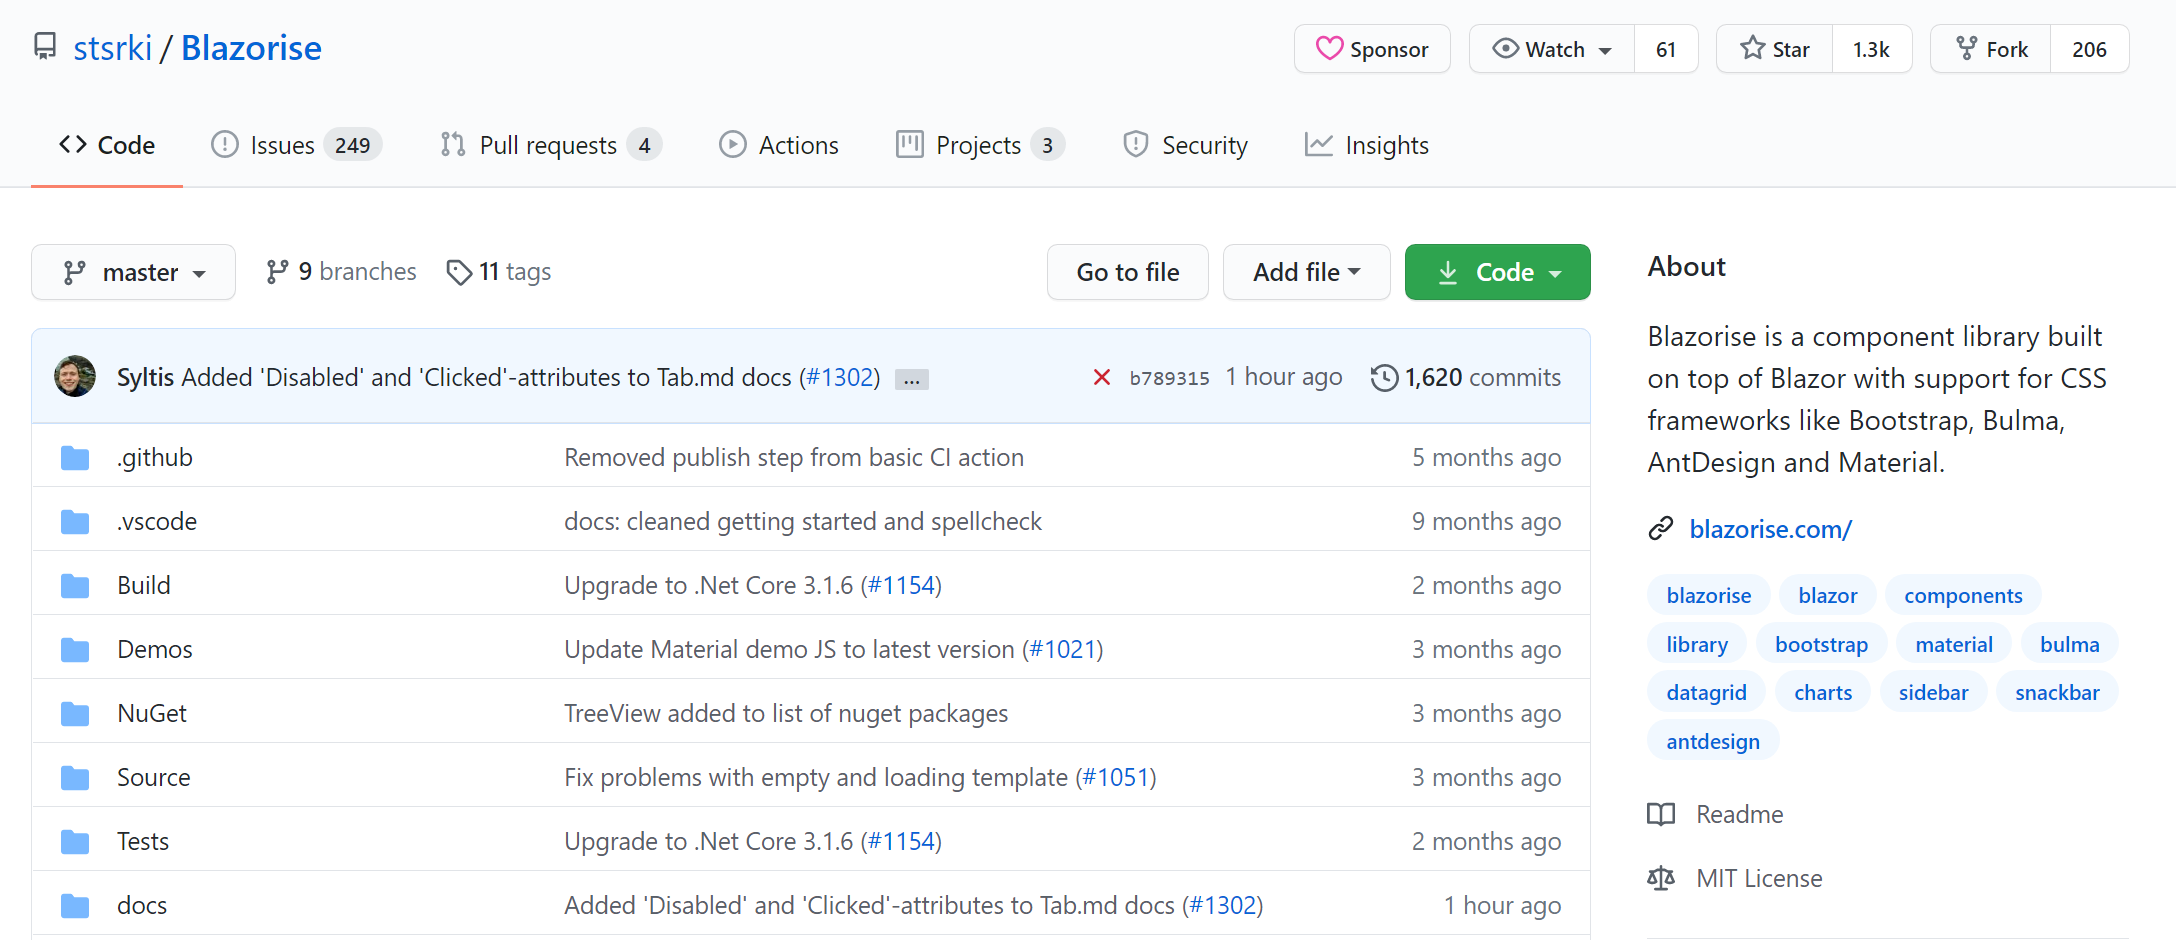 stsrki / Blazorise
Sponsor
Watch 61
Star 1.3k
Fork 206
Code
Issues 249
Pull requests 4
Actions
Projects 3
Security
Insights
master
9 branches
11 tags
Go to file
Add file
Code
Syltis Added 'Disabled' and 'Clicked'-attributes to Tab.md docs (#1302) ...
b789315 1 hour ago
1,620 commits
.github Removed publish step from basic CI action 5 months ago
.vscode docs: cleaned getting started and spellcheck 9 months ago
Build Upgrade to .Net Core 3.1.6 (#1154) 2 months ago
Demos Update Material demo JS to latest version (#1021) 3 months ago
NuGet TreeView added to list of nuget packages 3 months ago
Source Fix problems with empty and loading template (#1051) 3 months ago
Tests Upgrade to .Net Core 3.1.6 (#1154) 2 months ago
docs Added 'Disabled' and 'Clicked'-attributes to Tab.md docs (#1302) 1 hour ago
About
Blazorise is a component library built
on top of Blazor with support for CSS
frameworks like Bootstrap, Bulma,
AntDesign and Material.
blazorise.com/
blazorise blazor components
library bootstrap material bulma
datagrid charts sidebar snackbar
antdesign
Readme
MIT License